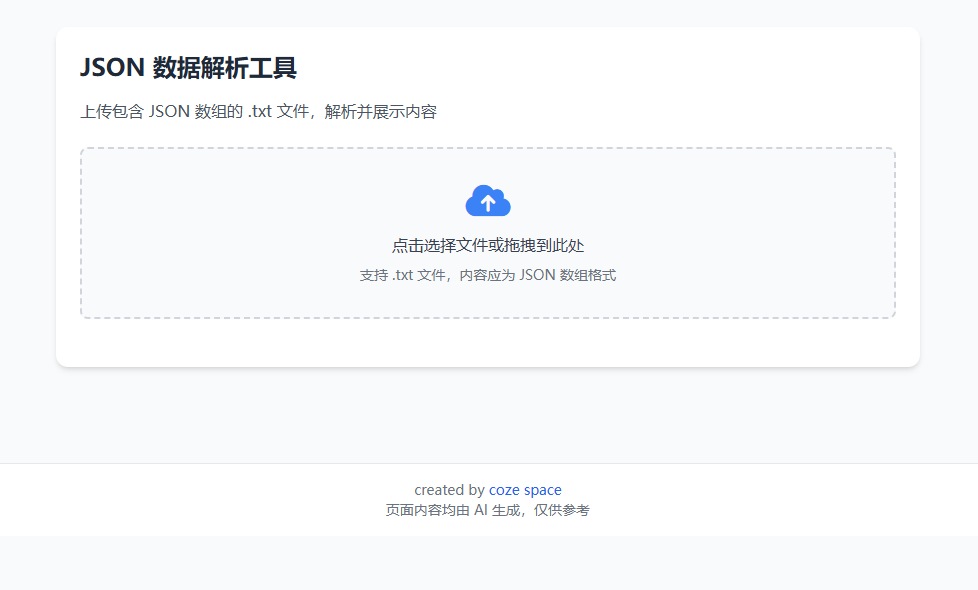 JSON 数据解析工具
上传包含 JSON 数组的 .txt 文件，解析并展示内容
点击选择文件或拖拽到此处
支持 .txt 文件，内容应为 JSON 数组格式
created by coze space
页面内容均由 AI 生成，仅供参考